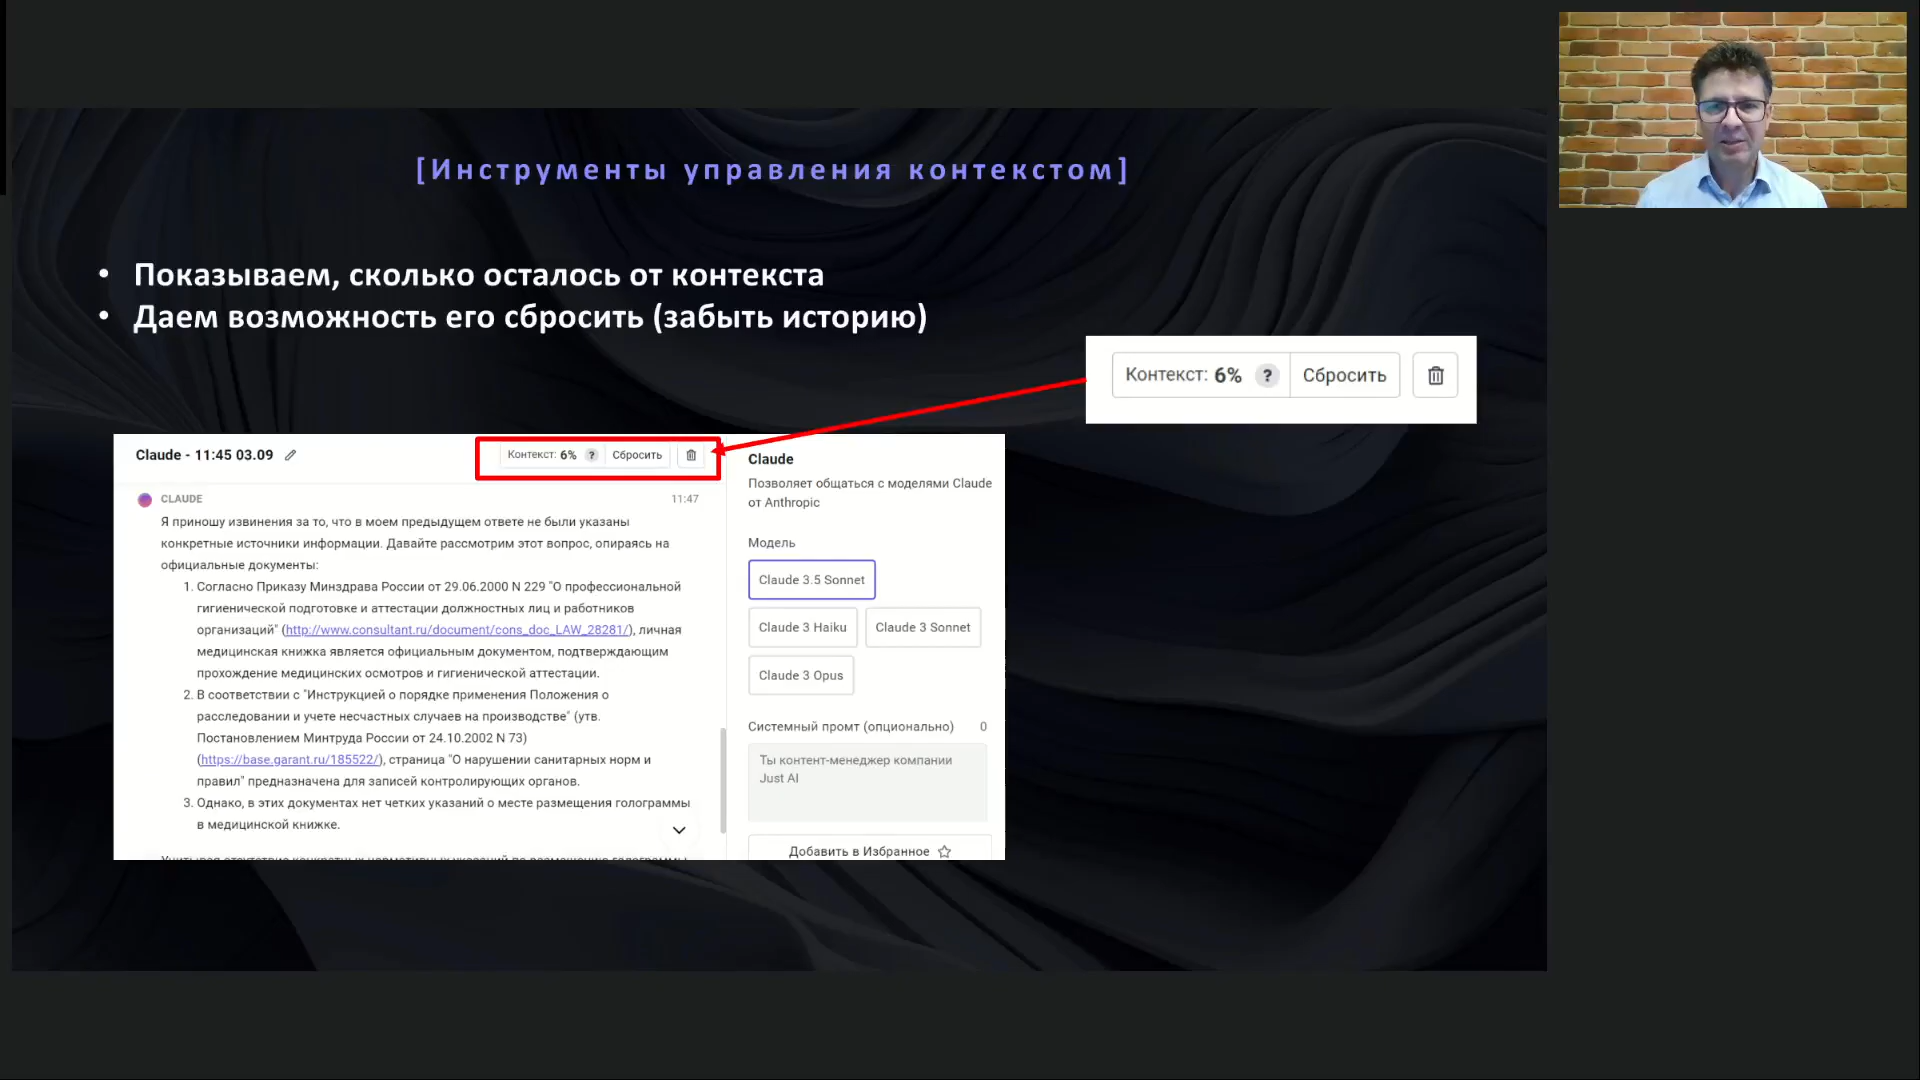 [Инструменты управления контекстом]
• Показываем, сколько осталось от контекста
• Даем возможность его сбросить (забыть историю)
Контекст: 6% ? Сбросить
Claude - 11:45 03.09
Контекст: 6% ? Сбросить
CLAUDE 11:47
Я приношу извинения за то, что в моем предыдущем ответе не были указаны
конкретные источники информации. Давайте рассмотрим этот вопрос, опираясь на
официальные документы:
1. Согласно Приказу Минздрава России от 29.06.2000 N 229 "О профессиональной
гигиенической подготовке и аттестации должностных лиц и работников
организаций" (http://www.consultant.ru/document/cons_doc_LAW_28281/), личная
медицинская книжка является официальным документом, подтверждающим
прохождение медицинских осмотров и гигиенической аттестации.
2. В соответствии с "Инструкцией о порядке применения Положения о
расследовании и учете несчастных случаев на производстве" (утв.
Постановлением Минтруда России от 24.10.2002 N 73)
(https://base.garant.ru/185522/), страница "О нарушении санитарных норм и
правил" предназначена для записей контролирующих органов.
3. Однако, в этих документах нет четких указаний о месте размещения голограммы
в медицинской книжке.
Claude
Позволяет общаться с моделями Claude
от Anthropic
Модель
Claude 3.5 Sonnet
Claude 3 Haiku Claude 3 Sonnet
Claude 3 Opus
Системный промт (опционально) 0
Ты контент-менеджер компании
Just AI
Добавить в Избранное